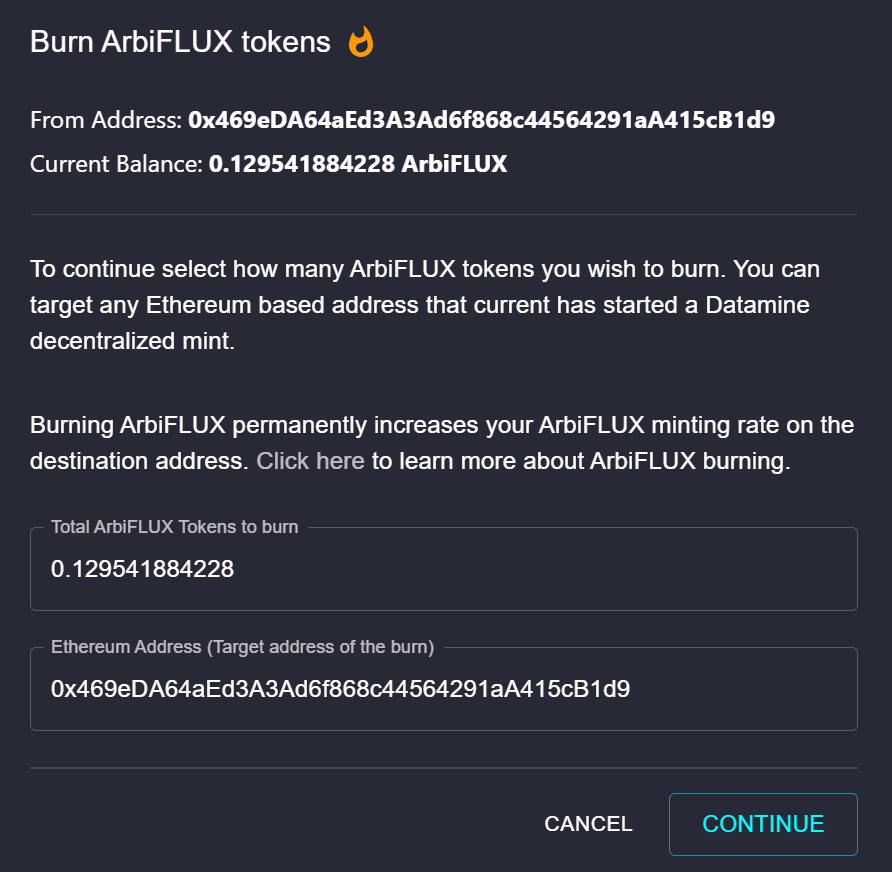 Burn ArbiFLUX tokens
From Address: 0x469eDA64aEd3A3Ad6f868c44564291aA415cB1d9
Current Balance: 0.129541884228 ArbiFLUX
To continue select how many ArbiFLUX tokens you wish to burn. You can
target any Ethereum based address that current has started a Datamine
decentralized mint.
Burning ArbiFLUX permanently increases your ArbiFLUX minting rate on the
destination address. Click here to learn more about ArbiFLUX burning.
Total ArbiFLUX Tokens to burn
0.129541884228
Ethereum Address (Target address of the burn)
0x469eDA64aEd3A3Ad6f868c44564291aA415cB1d9
CANCEL
CONTINUE